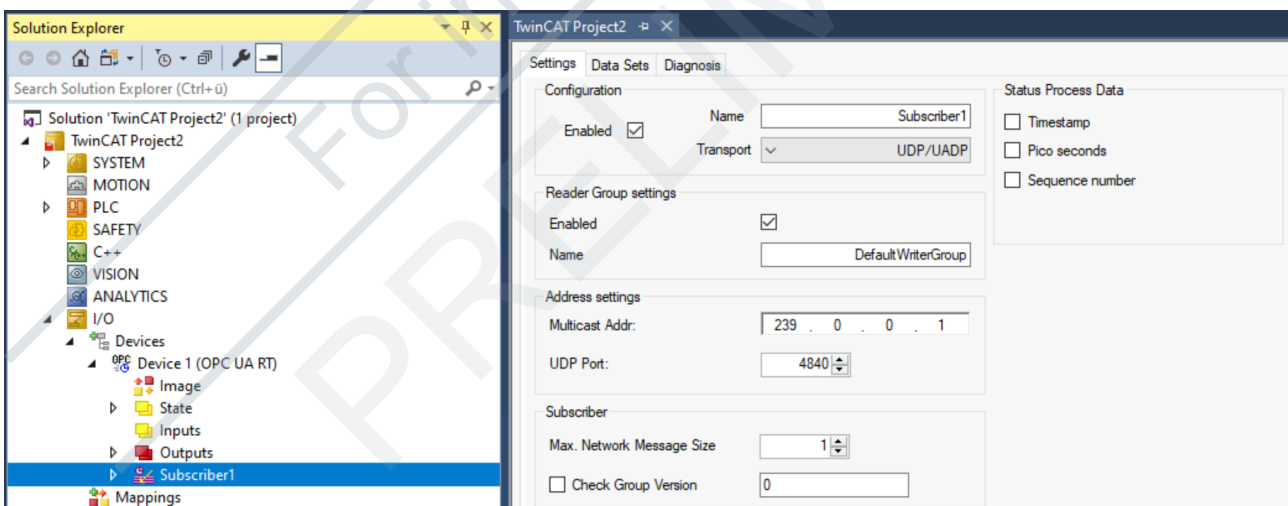 Solution Explorer
Search Solution Explorer (Ctrl+ü)
Solution 'TwinCAT Project2' (1 project)
TwinCAT Project2
SYSTEM
MOTION
PLC
SAFETY
C++
VISION
ANALYTICS
I/O
Devices
OPC Device 1 (OPC UA RT)
Image
State
Inputs
Outputs
Subscriber1
Mappings
TwinCAT Project2
Settings Data Sets Diagnosis
Configuration
Enabled
Name Subscriber1
Transport UDP/UADP
Reader Group settings
Enabled
Name DefaultWriterGroup
Address settings
Multicast Addr: 239 . 0 . 0 . 1
UDP Port: 4840
Subscriber
Max. Network Message Size 1
Check Group Version 0
Status Process Data
Timestamp
Pico seconds
Sequence number
For in
PRELIM